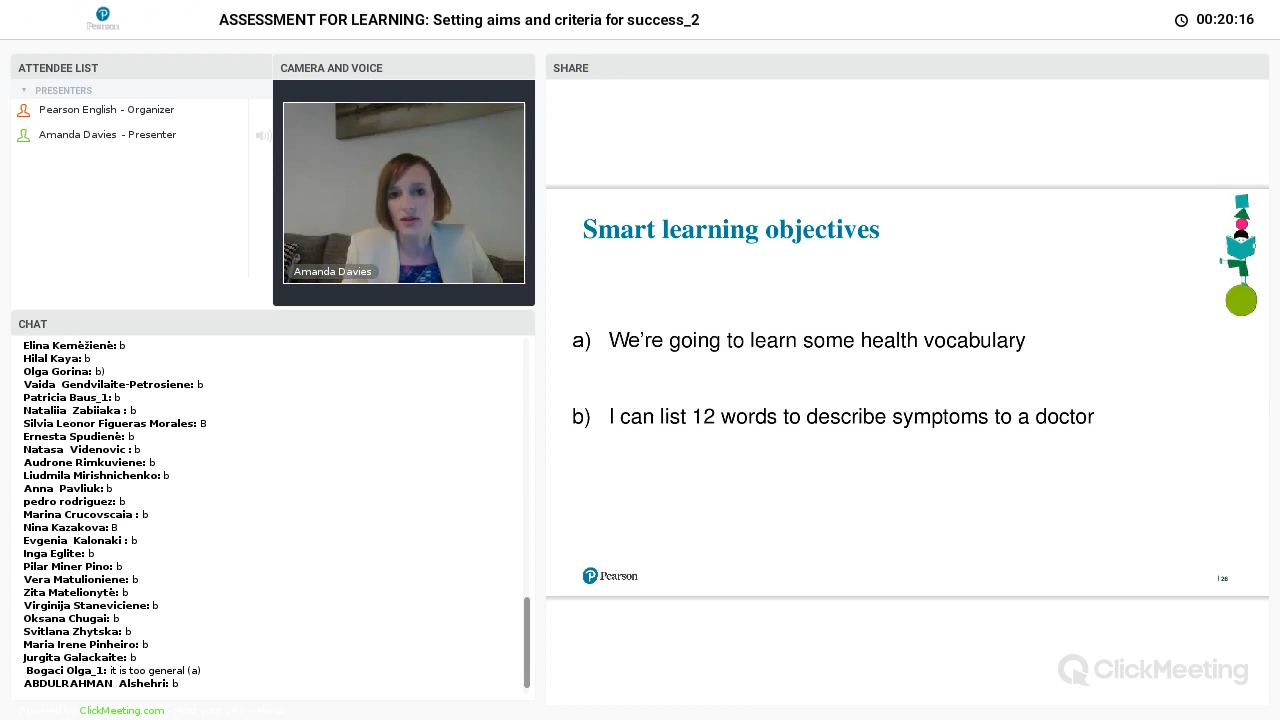 Pearson
ASSESSMENT FOR LEARNING: Setting aims and criteria for success_2
00:20:16
ATTENDEE LIST
PRESENTERS
Pearson English - Organizer
Amanda Davies - Presenter
CAMERA AND VOICE
Amanda Davies
CHAT
Elina Kernėžienė: b
Hilal Kaya: b
Olga Gorina: b)
Vaida Gendvilaite-Petrosiene: b
Patricia Baus_1: b
Nataliia Zabiiaka : b
Silvia Leonor Figueras Morales: B
Ernesta Spudienė: b
Natasa Videnovic : b
Audrone Rimkuviene: b
Liudmila Mirishnichenko: b
Anna Pavliuk: b
pedro rodriguez: b
Marina Crucovscaia : b
Nina Kazakova: B
Evgenia Kalonaki : b
Inga Eglite: b
Pilar Miner Pino: b
Vera Matulioniene: b
Zita Matelionytė: b
Virginija Staneviciene: b
Oksana Chugai: b
Svitlana Zhytska: b
Maria Irene Pinheiro: b
Jurgita Galackaite: b
Bogaci Olga_1: it is too general (a)
ABDULRAHMAN Alshehri: b
ClickMeeting.com
SHARE
Smart learning objectives
a) We're going to learn some health vocabulary
b) I can list 12 words to describe symptoms to a doctor
Pearson
| 26
ClickMeeting